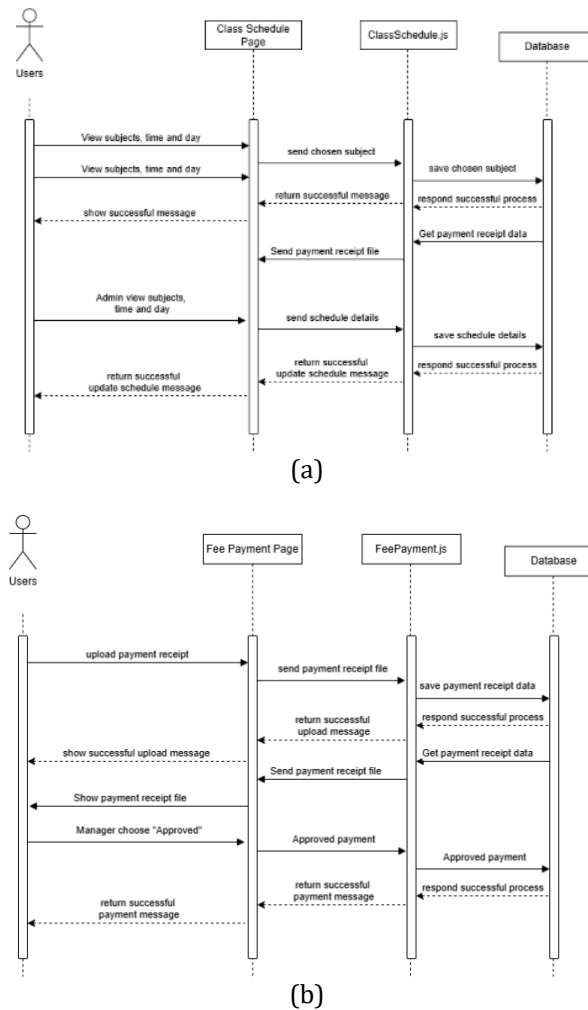 Users
Class Schedule
Page
ClassSchedule.js
Database
View subjects, time and day
send chosen subject
View subjects, time and day
save chosen subject
return successful message
respond successful process
show successful message
Get payment receipt data
Send payment receipt file
Admin view subjects,
time and day
send schedule details
save schedule details
return successful
update schedule message
respond successful process
return successful
update schedule message
(a)
Users
Fee Payment Page
FeePayment.js
Database
upload payment receipt
send payment receipt file
save payment receipt data
return successful
upload message
respond successful process
show successful upload message
Get payment receipt data
Send payment receipt file
Show payment receipt file
Manager choose "Approved"
Approved payment
Approved payment
return successful
payment message
respond successful process
return successful
payment message
(b)